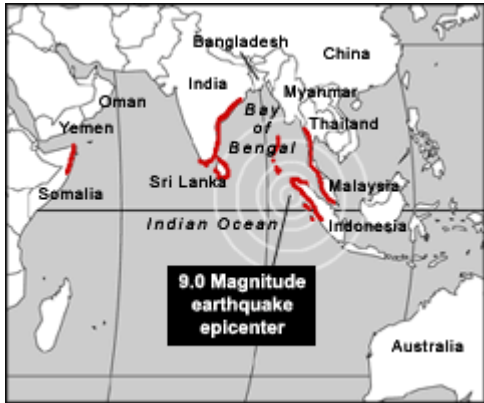 Bangladesh
China
India
Myanmar
Oman
Bay
of
Bengal
Yemen
Thailand
Somalia
Sri Lanka
Malaysia
Indian Ocean
Indonesia
9.0 Magnitude
earthquake
epicenter
Australia